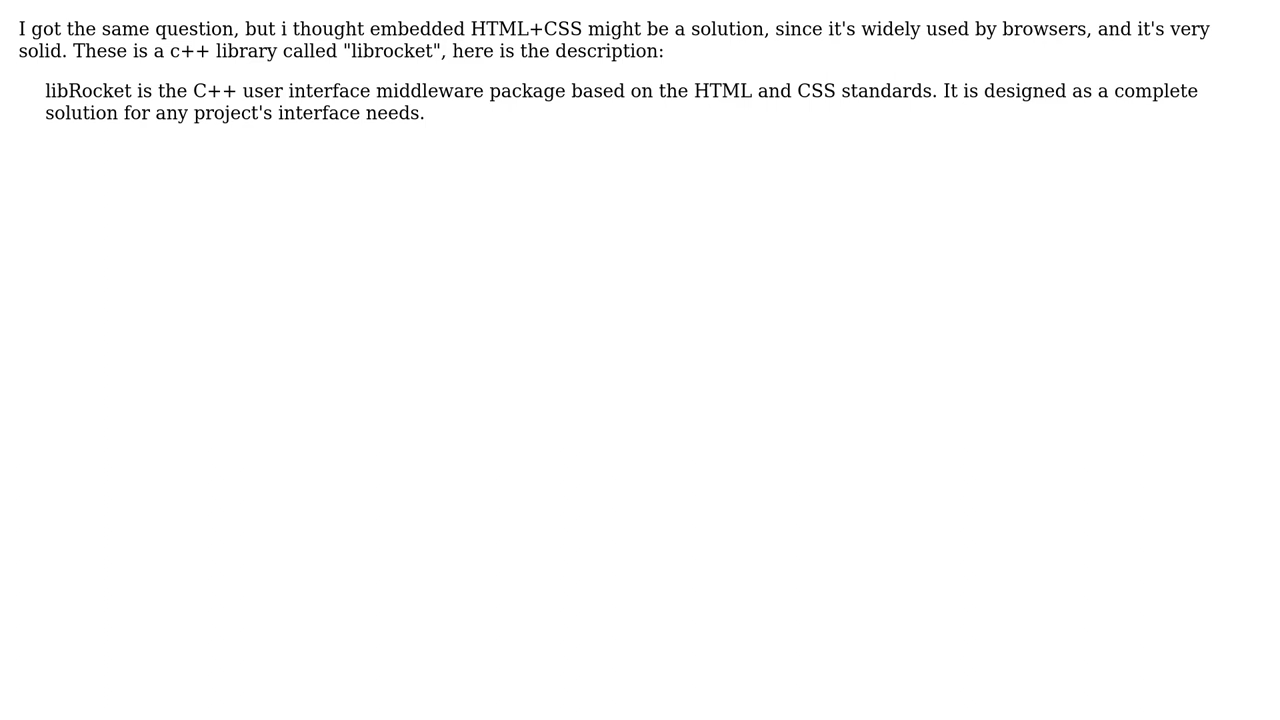 I got the same question, but i thought embedded HTML+CSS might be a solution, since it's widely used by browsers, and it's very
solid. These is a c++ library called "librocket", here is the description:
libRocket is the C++ user interface middleware package based on the HTML and CSS standards. It is designed as a complete
solution for any project's interface needs.